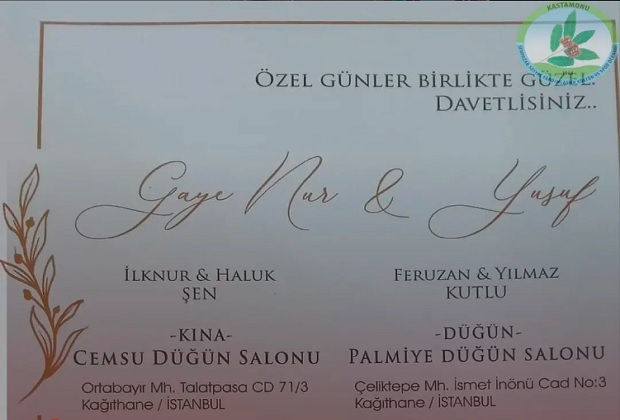 KASTAMONU
ÖZEL GÜNLER BİRLİKTE GÜZEL.
DAVETLİSİNİZ..
Gaye Nur & Yusuf
İLKNUR & HALUK
ŞEN
FERUZAN & YILMAZ
KUTLU
-KINA-
CEMSU DÜĞÜN SALONU
Ortabayır Mh. Talatpasa CD 71/3
Kağıthane / İSTANBUL
-DÜĞÜN-
PALMİYE DÜĞÜN SALONU
Çeliktepe Mh. İsmet İnönü Cad No:3
Kağıthane / İSTANBUL